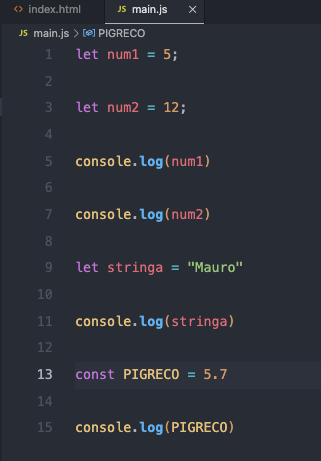 <> index.html JS main.js ×
JS main.js > PIGRECO
1 let num1 = 5;
2
3 let num2 = 12;
4
5 console.log(num1)
6
7 console.log(num2)
8
9 let stringa = "Mauro"
10
11 console.log(stringa)
12
13 const PIGRECO = 5.7
14
15 console.log(PIGRECO)